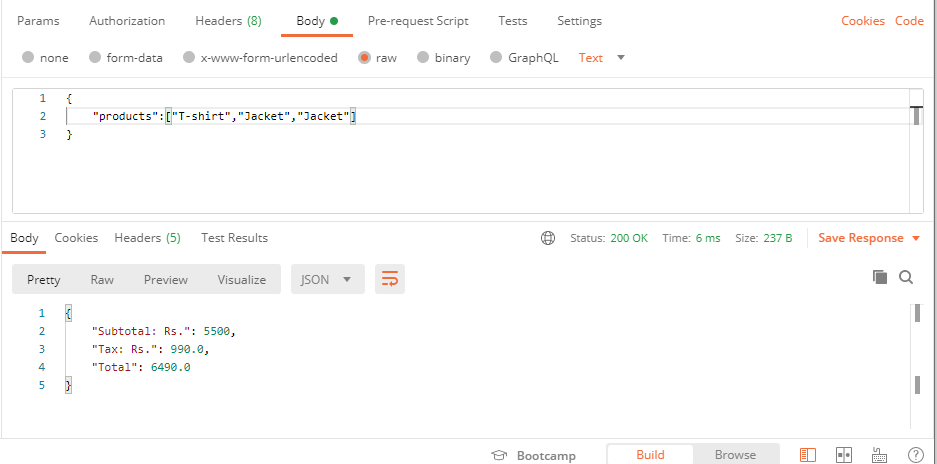 Params Authorization Headers (8) Body Pre-request Script Tests Settings Cookies Code
none form-data x-www-form-urlencoded raw binary GraphQL Text
1 {
2 "products":["T-shirt","Jacket","Jacket"]
3 }
Body Cookies Headers (5) Test Results Status: 200 OK Time: 6 ms Size: 237 B Save Response
Pretty Raw Preview Visualize JSON
1 {
2 "Subtotal: Rs.": 5500,
3 "Tax: Rs.": 990.0,
4 "Total": 6490.0
5 }
Bootcamp Build Browse ?